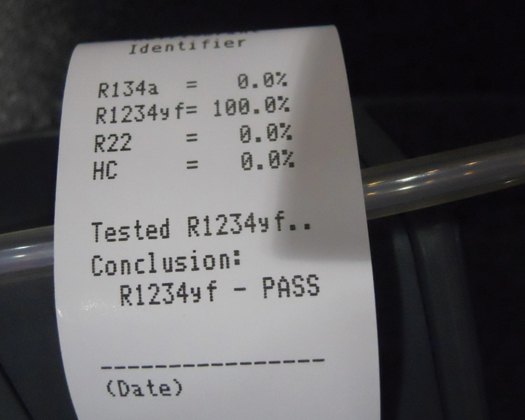 Identifier
R134a = 0.0%
R1234yf= 100.0%
R22 = 0.0%
HC = 0.0%
Tested R1234yf..
Conclusion:
R1234yf - PASS
(Date)